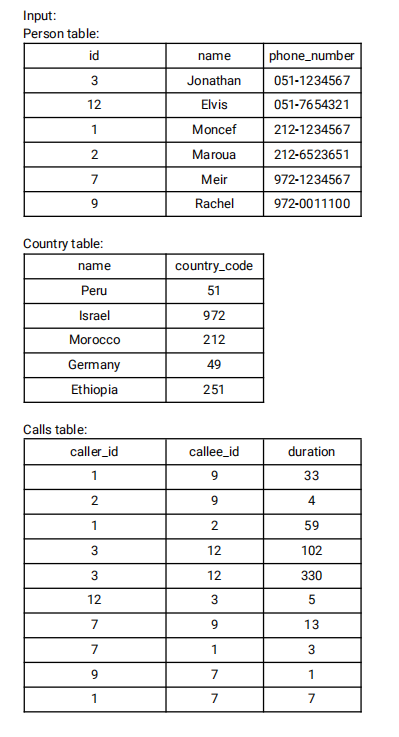 Input:
Person table:
id name phone_number
3 Jonathan 051-1234567
12 Elvis 051-7654321
1 Moncef 212-1234567
2 Maroua 212-6523651
7 Meir 972-1234567
9 Rachel 972-0011100
Country table:
name country_code
Peru 51
Israel 972
Morocco 212
Germany 49
Ethiopia 251
Calls table:
caller_id callee_id duration
1 9 33
2 9 4
1 2 59
3 12 102
3 12 330
12 3 5
7 9 13
7 1 3
9 7 1
1 7 7